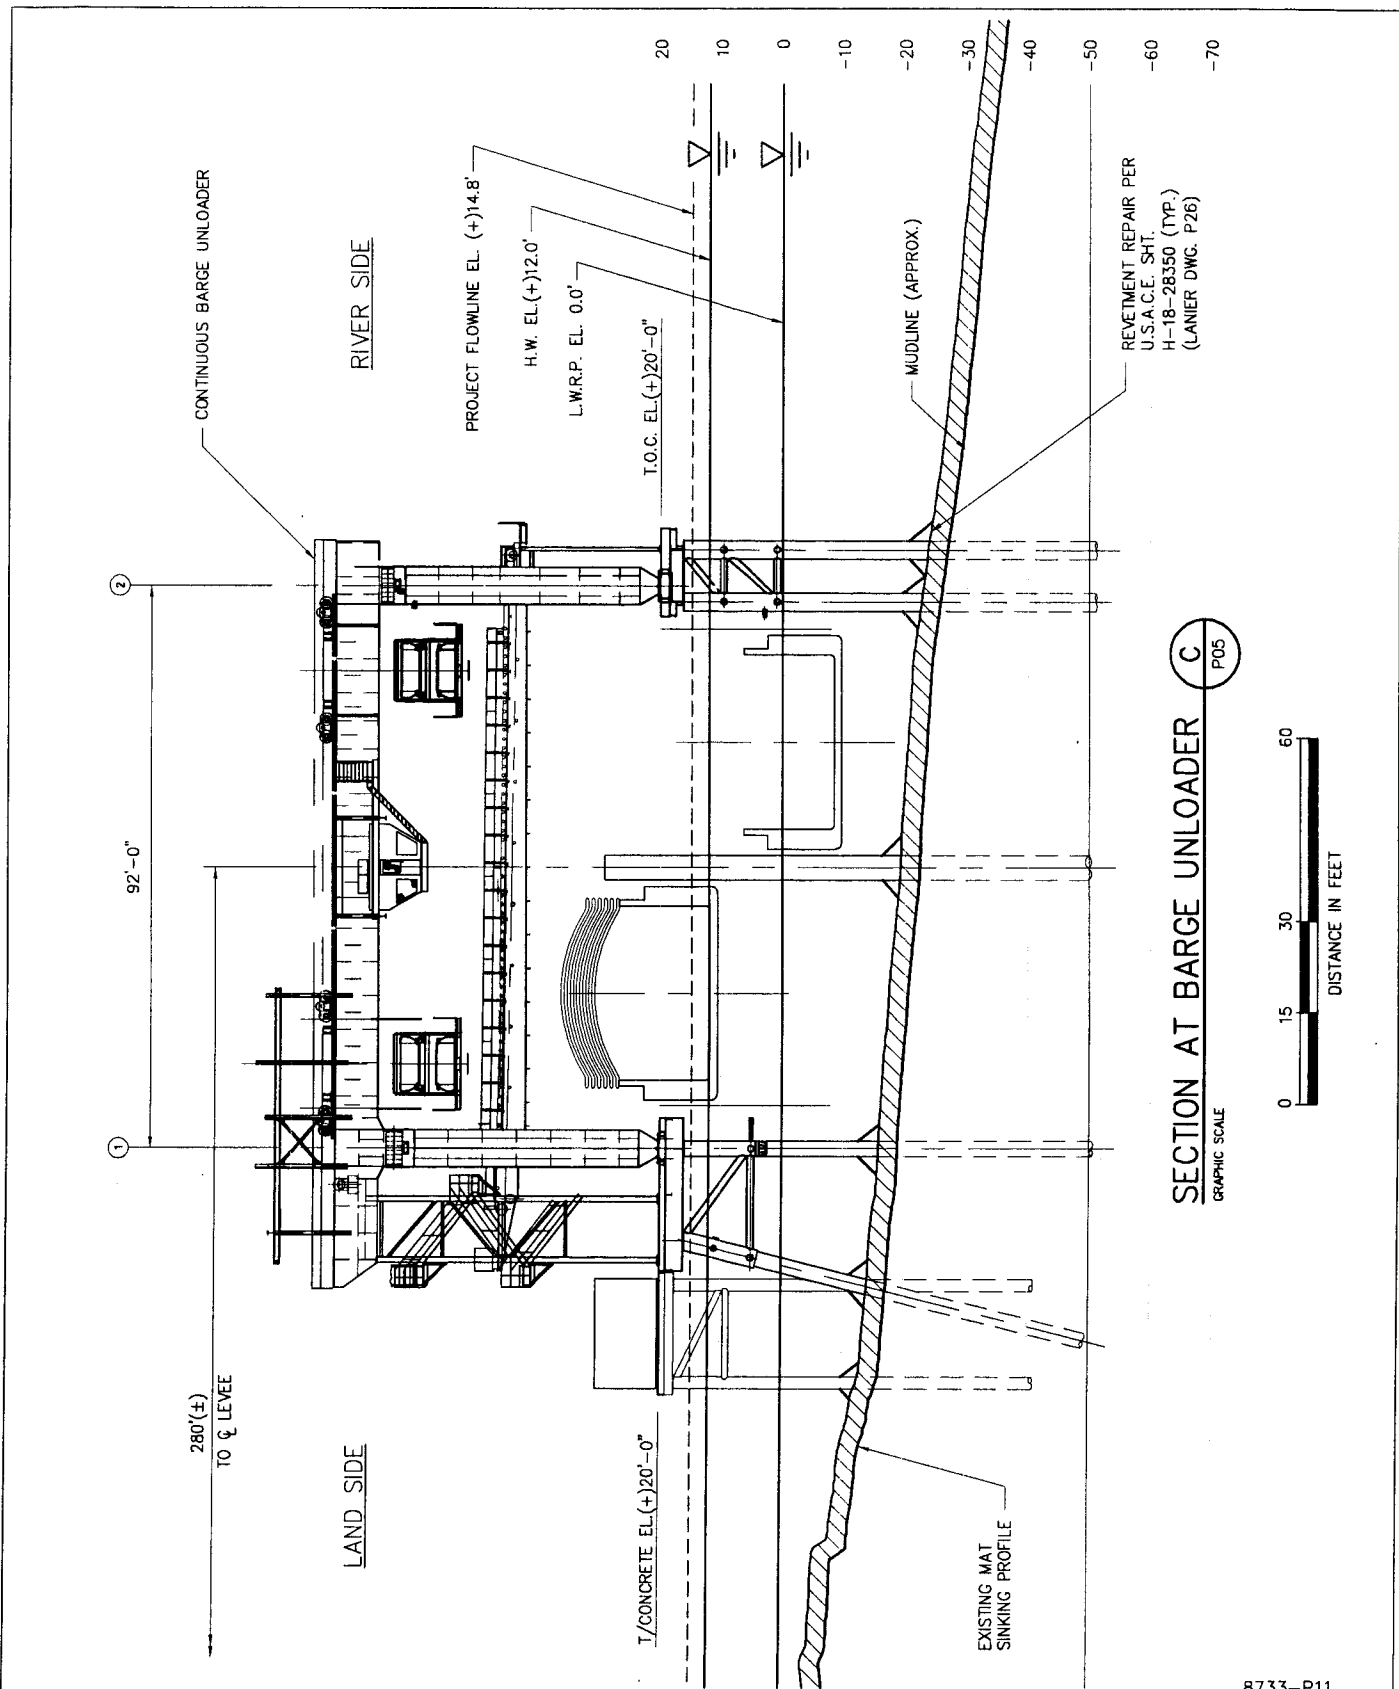 CONTINUOUS BARGE UNLOADER
RIVER SIDE
PROJECT FLOWLINE EL. (+)14.8'
H.W. EL.(+)12.0'
L.W.R.P. EL. 0.0'
T.O.C. EL.(+)20'-0"
20
10
0
-10
-20
-30
-40
-50
-60
-70
2
92'-0"
1
280'(±)
TO ℄ LEVEE
LAND SIDE
T/CONCRETE EL.(+)20'-0"
MUDLINE (APPROX.)
REVETMENT REPAIR PER
U.S.A.C.E. SHT.
H-18-28350 (TYP.)
(LANIER DWG. P26)
EXISTING MAT
SINKING PROFILE
SECTION AT BARGE UNLOADER
C
P05
GRAPHIC SCALE
0
15
30
60
DISTANCE IN FEET
8733-P11